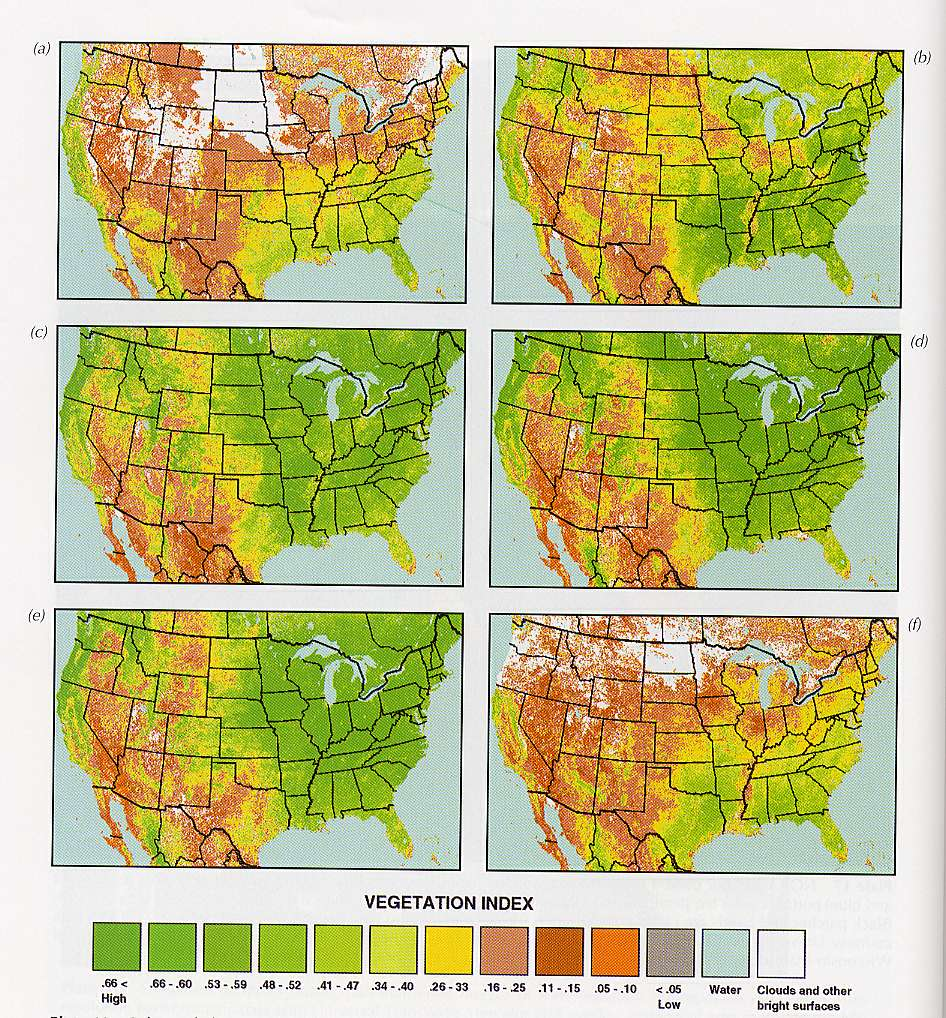 (a)
(b)
(c)
(d)
(e)
(f)
VEGETATION INDEX
.66 < .66 - .60 .53 - .59 .48 - .52 .41 - .47 .34 - .40 .26 - 33 .16 - .25 .11 - .15 .05 - .10 < .05 Water Clouds and other
High Low bright surfaces